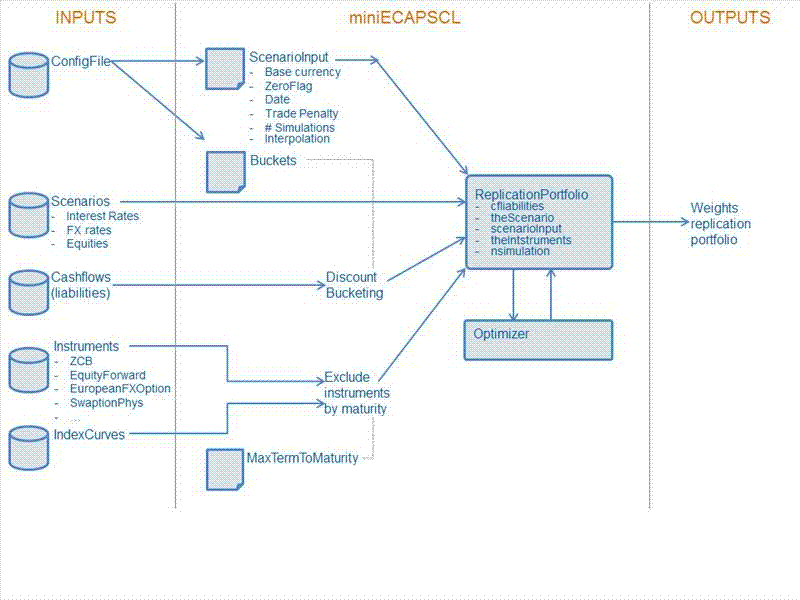 INPUTS
miniECAPSCL
OUTPUTS
ConfigFile
ScenarioInput
- Base currency
- ZeroFlag
- Date
- Trade Penalty
- # Simulations
- Interpolation
Buckets
Scenarios
- Interest Rates
- FX rates
- Equities
ReplicationPortfolio
- cfliabilities
- theScenario
- scenarioInput
- theIntstruments
- nsimulation
Weights
replication
portfolio
Cashflows
(liabilities)
Discount
Bucketing
Optimizer
Instruments
- ZCB
- EquityForward
- EuropeanFXOption
- SwaptionPhys
- ...
Exclude
instruments
by maturity
IndexCurves
MaxTermToMaturity